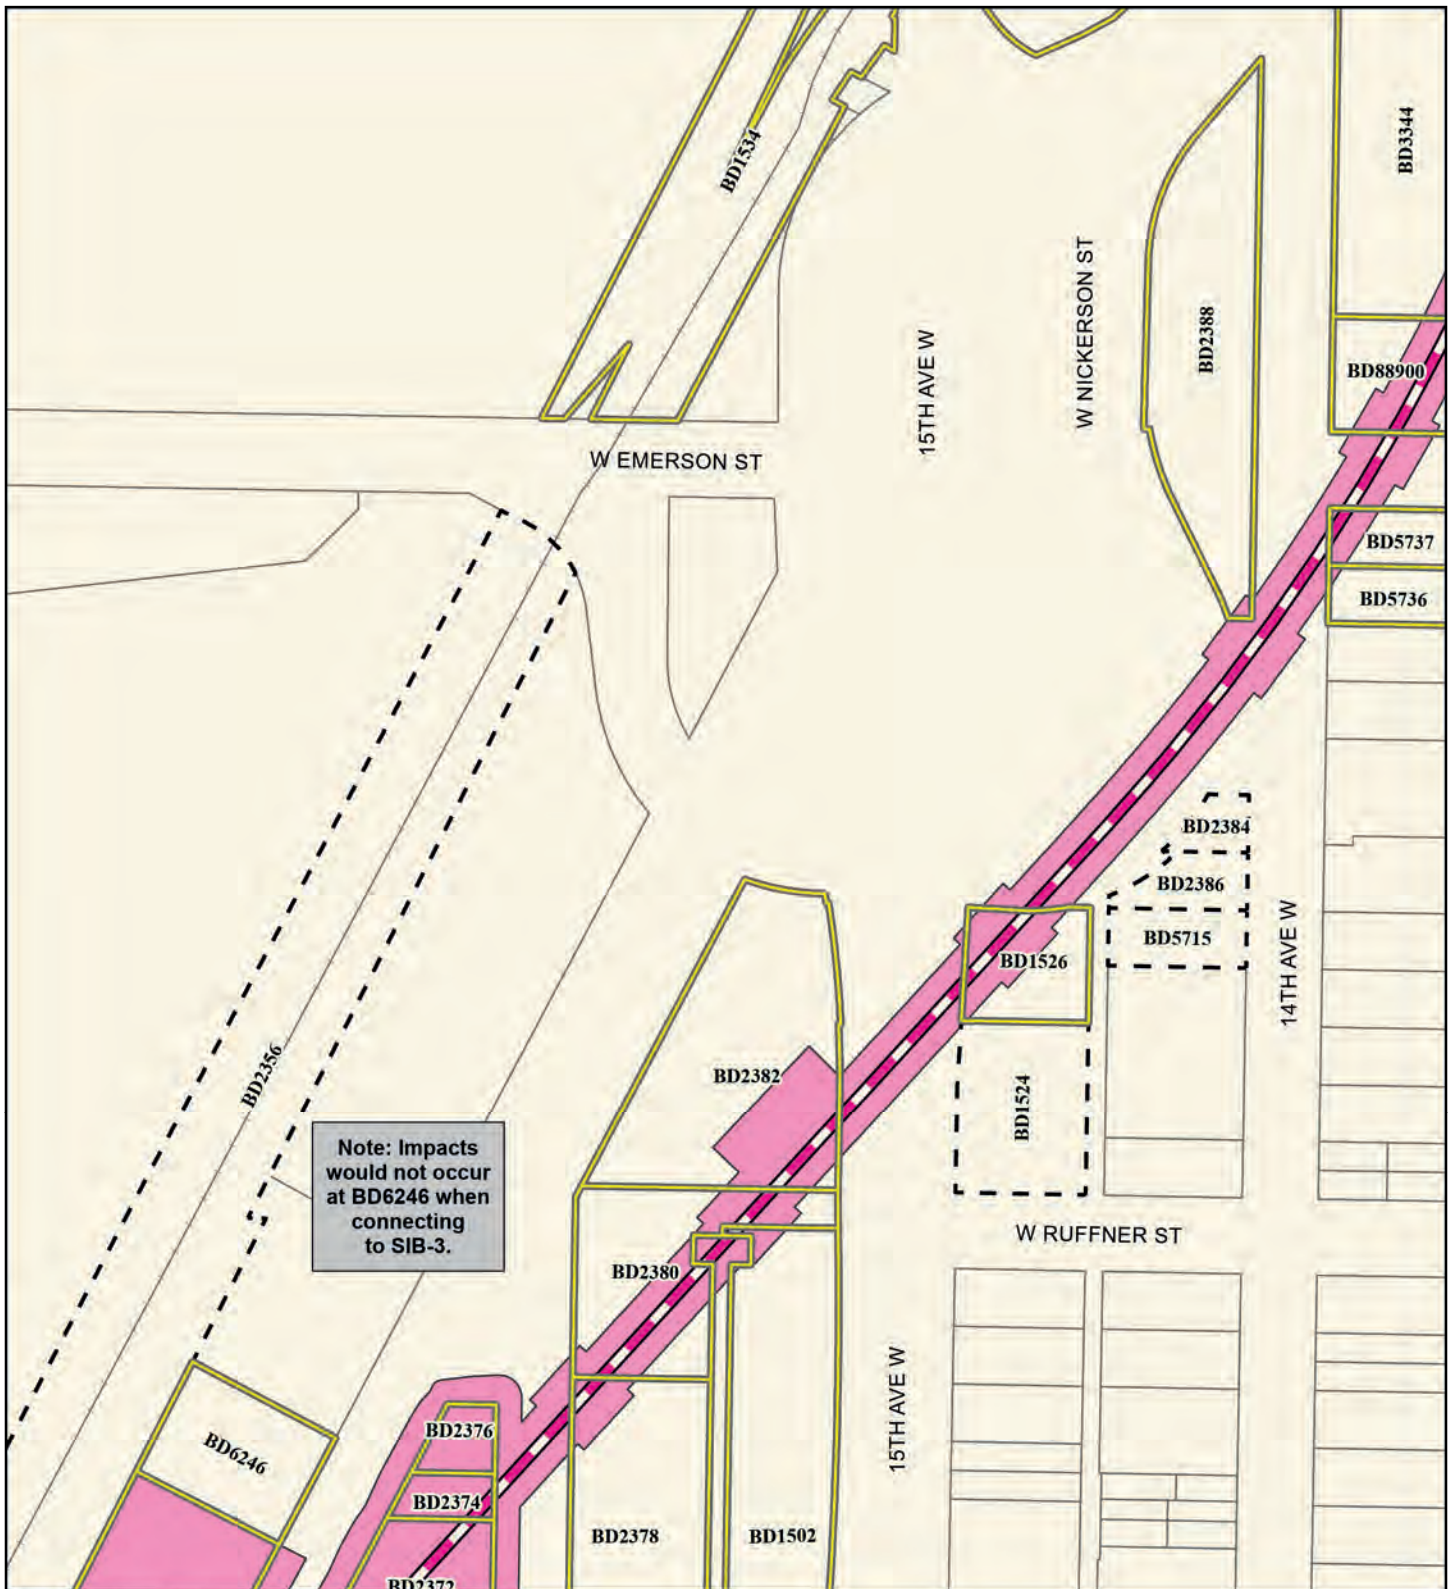 BD1534
BD3344
W NICKERSON ST
BD2388
15TH AVE W
BD88900
W EMERSON ST
BD5737
BD5736
BD2384
BD2386
BD5715
14TH AVE W
BD1526
BD2356
BD2382
BD1524
Note: Impacts
would not occur
at BD6246 when
connecting
to SIB-3.
W RUFFNER ST
BD2380
15TH AVE W
BD2376
BD6246
BD2374
BD2378
BD1502
BD2372